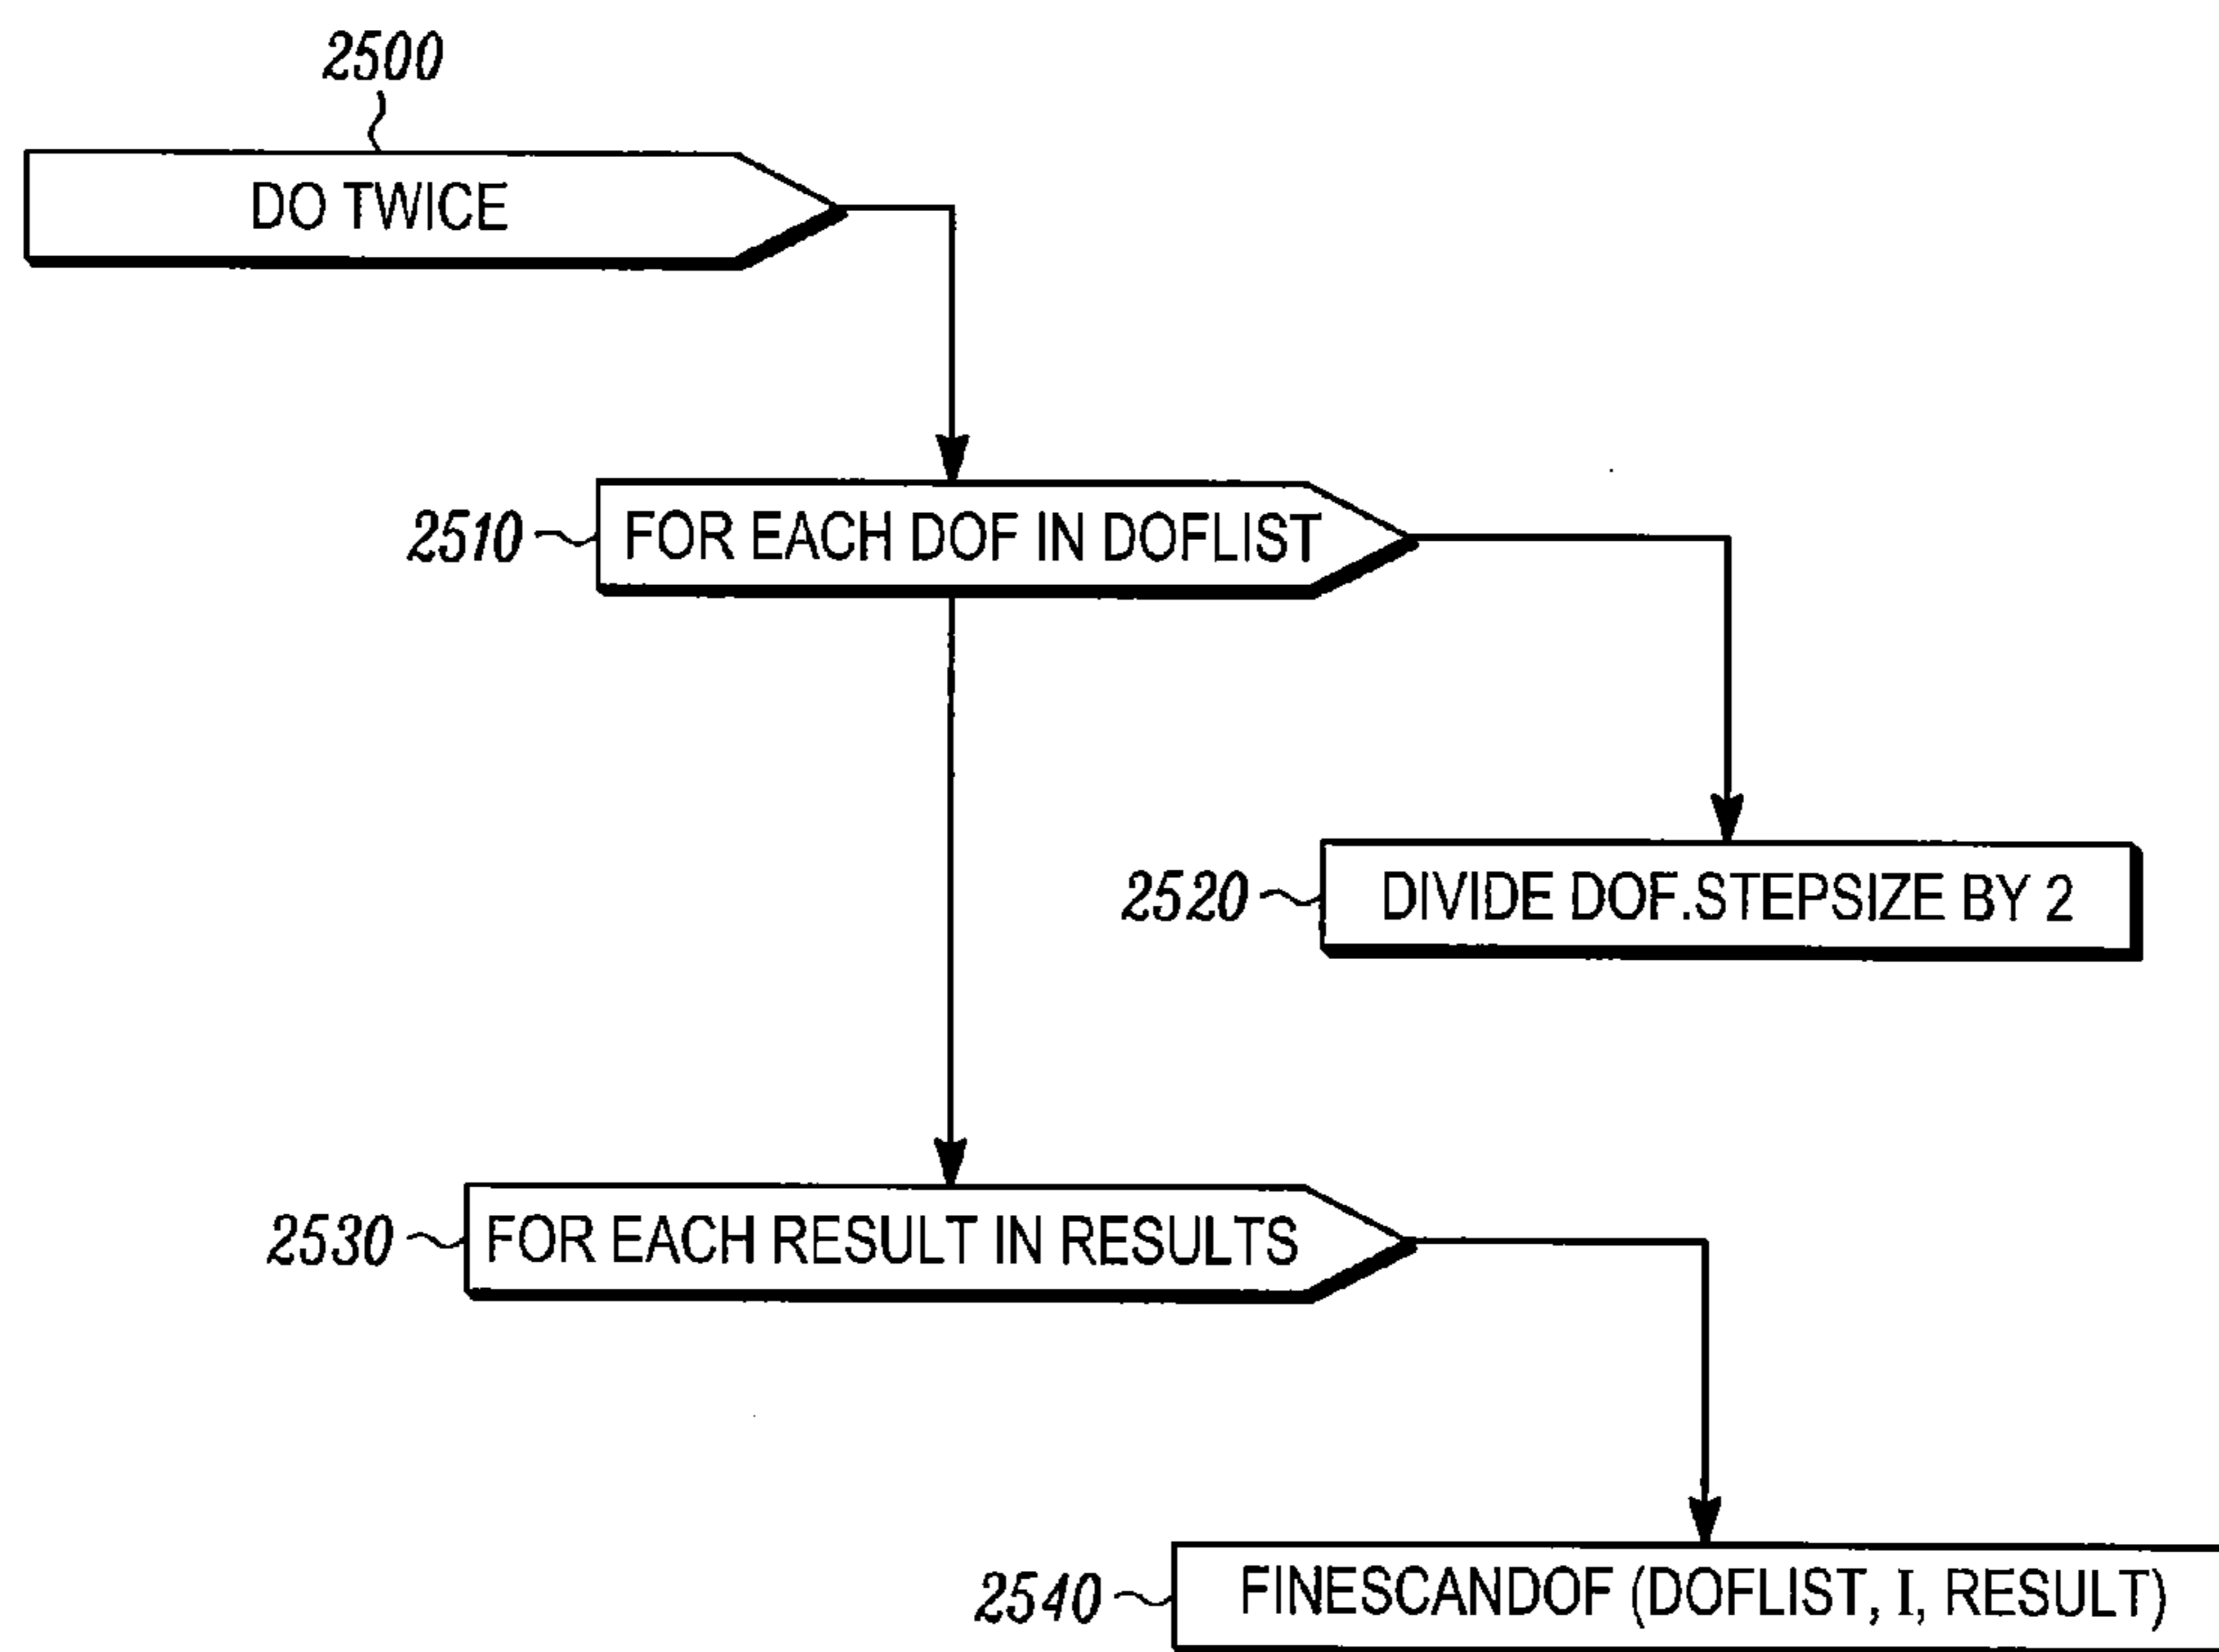 2500
DO TWICE
2510 FOR EACH DOF IN DOFLIST
2520 DIVIDE DOF.STEPSIZE BY 2
2530 FOR EACH RESULT IN RESULTS
2540 FINESCANDOF (DOFLIST, I, RESULT)